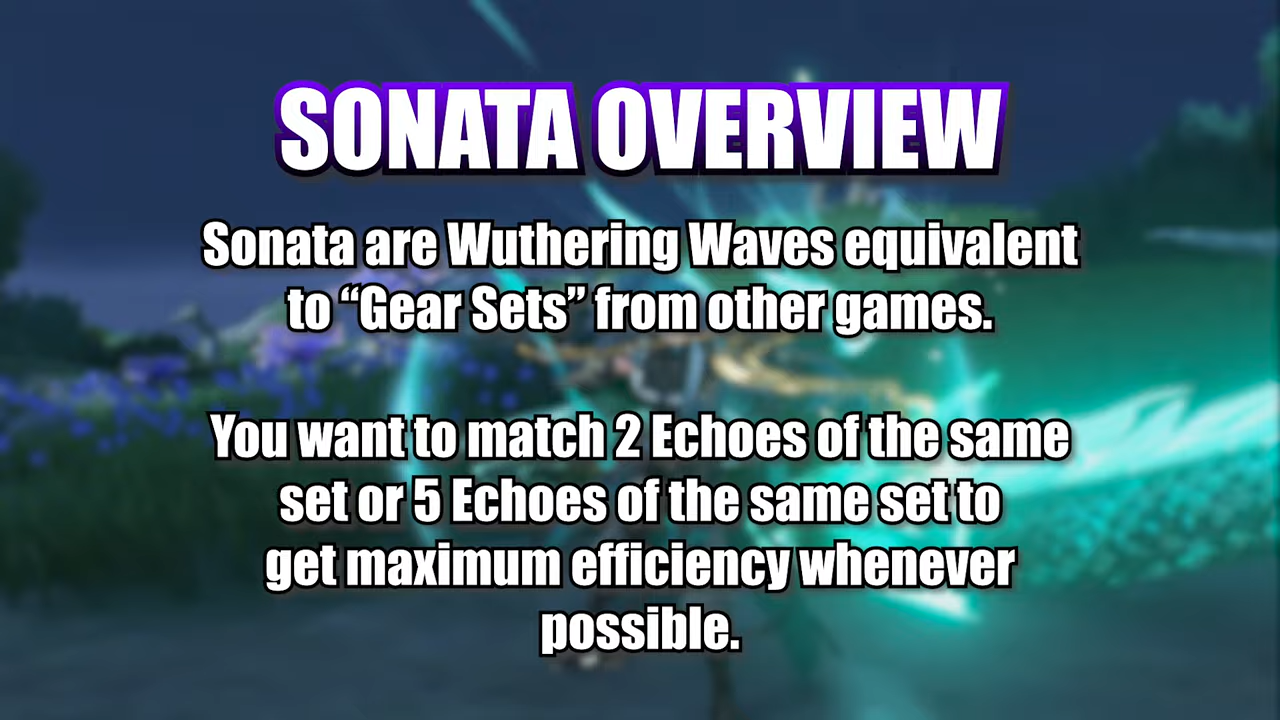 SONATA OVERVIEW
Sonata are Wuthering Waves equivalent
to “Gear Sets” from other games.
You want to match 2 Echoes of the same
set or 5 Echoes of the same set to
get maximum efficiency whenever
possible.